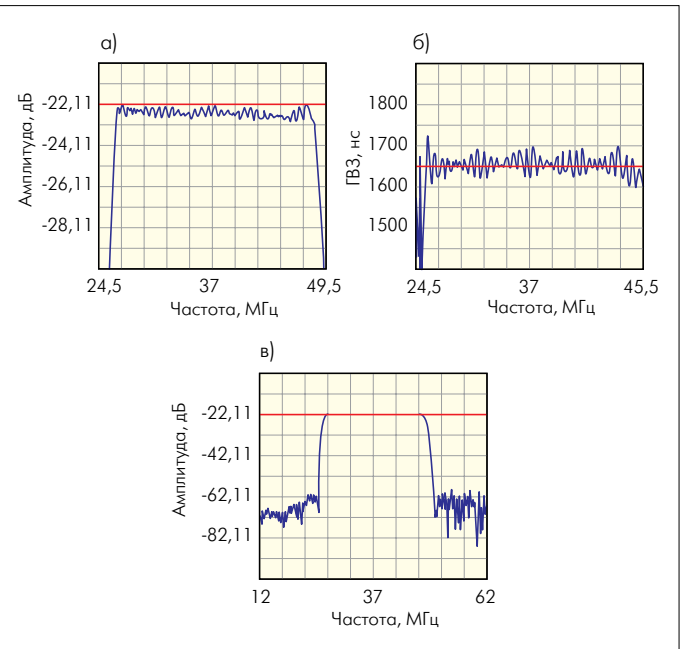 а)
Амплитуда, дБ
-22,11
-24,11
-26,11
-28,11
24,5 37 49,5
Частота, МГц
б)
ГВЗ, нс
1800
1700
1600
1500
24,5 37 45,5
Частота, МГц
в)
Амплитуда, дБ
-22,11
-42,11
-62,11
-82,11
12 37 62
Частота, МГц